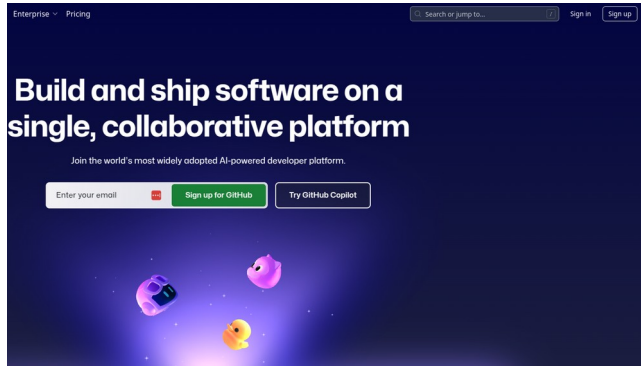 Enterprise Pricing Search or jump to... / Sign in Sign up
Build and ship software on a
single, collaborative platform
Join the world's most widely adopted AI-powered developer platform.
Enter your email Sign up for GitHub Try GitHub Copilot